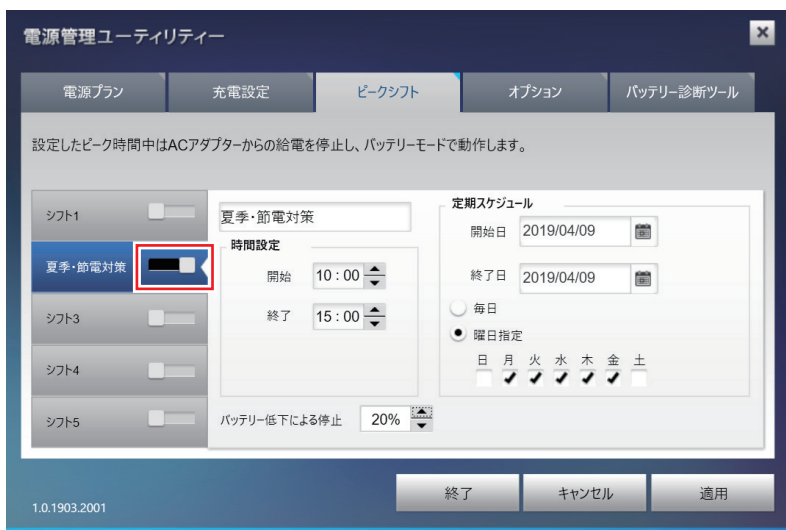 電源管理ユーティリティー
電源プラン 充電設定 ピークシフト オプション バッテリー診断ツール
設定したピーク時間中はACアダプターからの給電を停止し、バッテリーモードで動作します。
シフト1
夏季・節電対策
シフト3
シフト4
シフト5
夏季・節電対策
時間設定
開始 10:00
終了 15:00
バッテリー低下による停止 20%
定期スケジュール
開始日 2019/04/09
終了日 2019/04/09
毎日
曜日指定
日 月 火 水 木 金 土
1.0.1903.2001
終了 キャンセル 適用